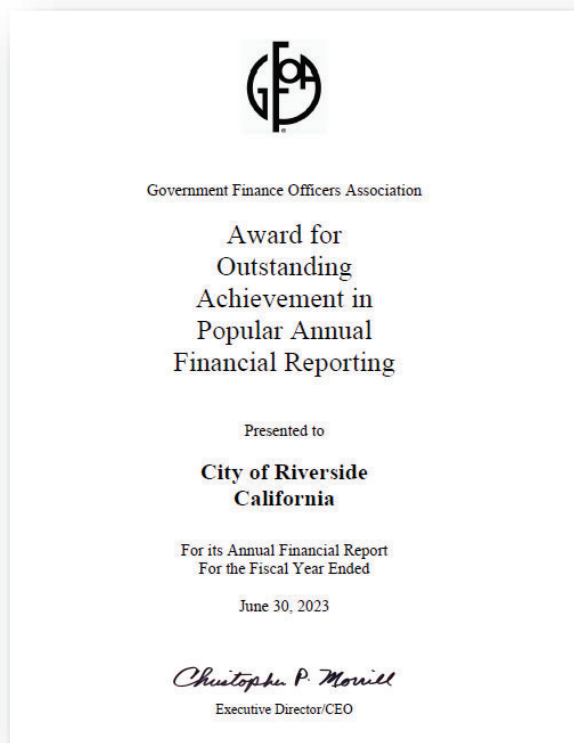 GFOA
Government Finance Officers Association
Award for
Outstanding
Achievement in
Popular Annual
Financial Reporting
Presented to
City of Riverside
California
For its Annual Financial Report
For the Fiscal Year Ended
June 30, 2023
Christopher P. Morrill
Executive Director/CEO